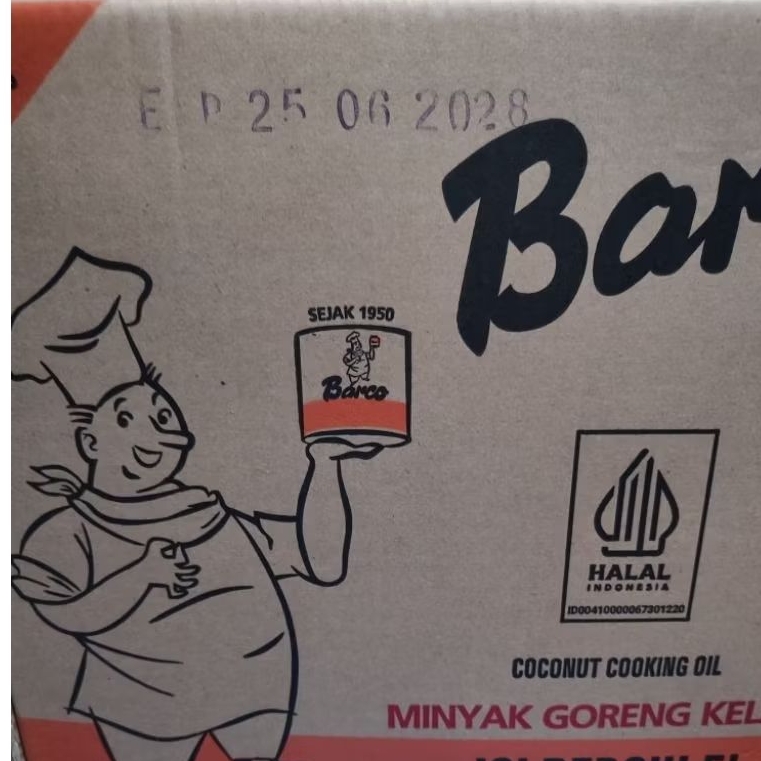 E P 25 06 2028
Bar
SEJAK 1950
Barco
HALAL
INDONESIA
ID00410000067301220
COCONUT COOKING OIL
MINYAK GORENG KEL